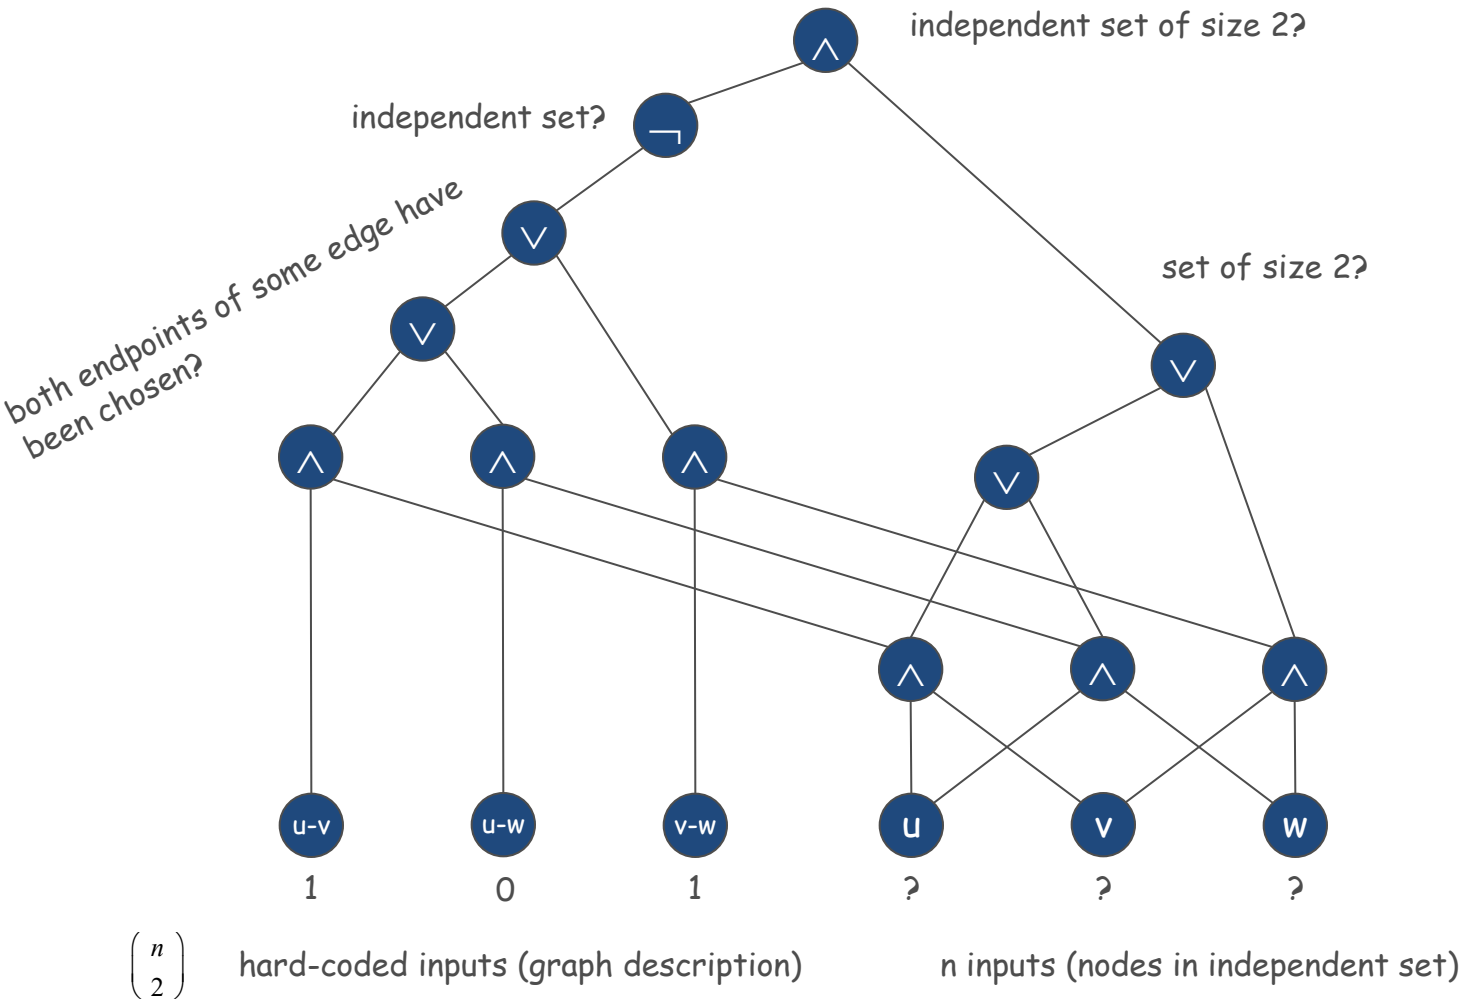 ∧
independent set of size 2?
independent set?
¬
∨
both endpoints of some edge have
been chosen?
set of size 2?
∨
∨
∧ ∧ ∧
∨
∧ ∧ ∧
u-v u-w v-w u v w
1 0 1 ? ? ?
(n 2) hard-coded inputs (graph description) n inputs (nodes in independent set)